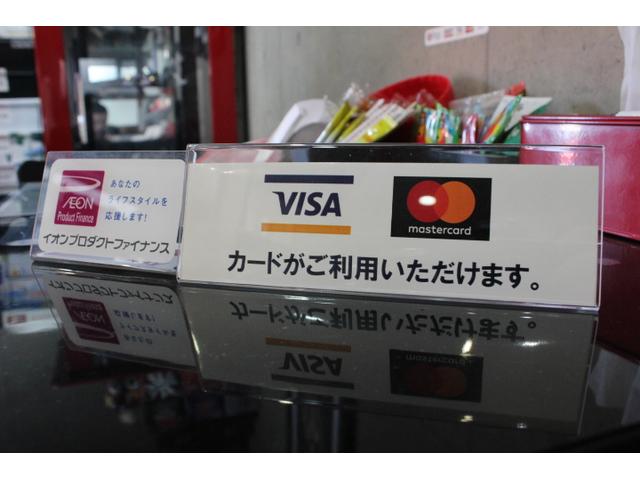 AEON
Product Finance
あなたの
ライフスタイルを
応援します!
イオンプロダクトファイナンス
VISA
mastercard
カードがご利用いただけます。